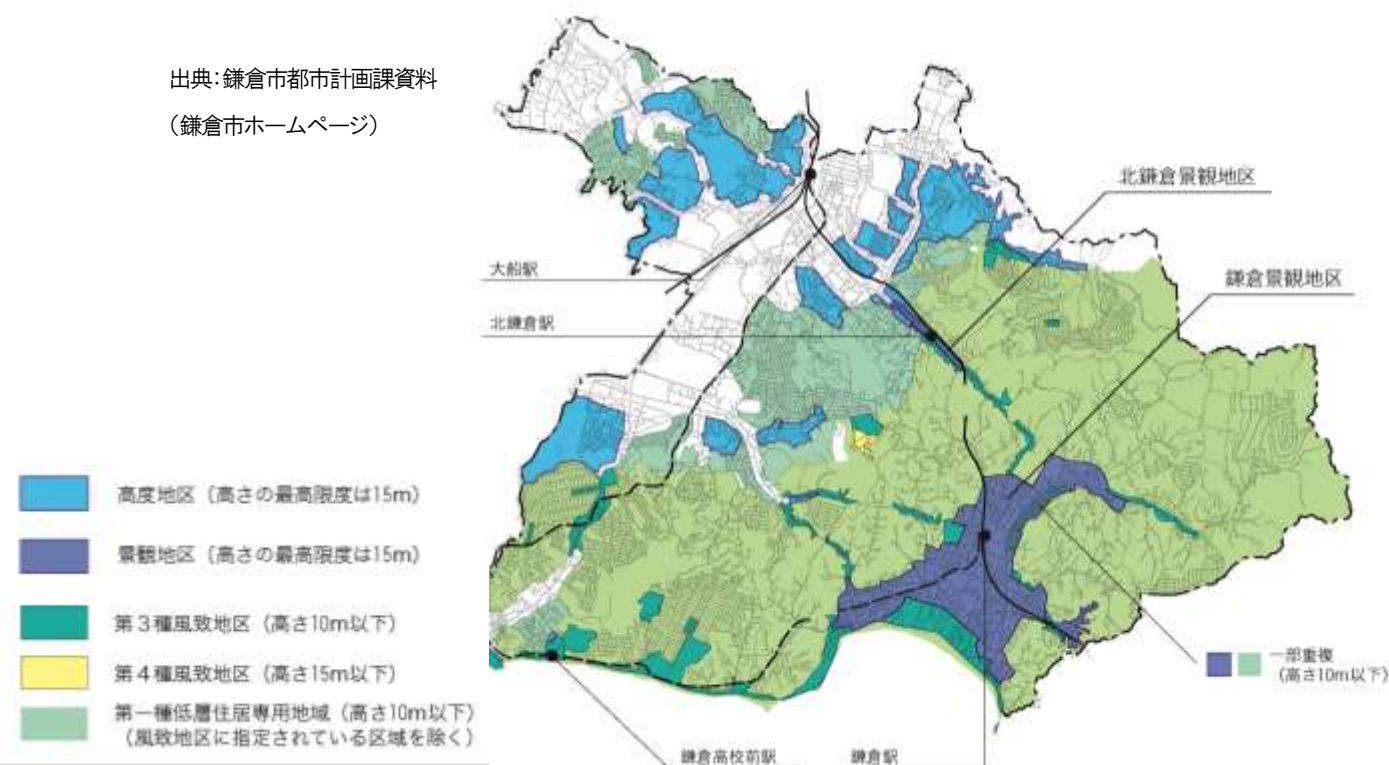 出典：鎌倉市都市計画課資料
（鎌倉市ホームページ）
北鎌倉景観地区
鎌倉景観地区
大船駅
北鎌倉駅
高度地区（高さの最高限度は15m）
景観地区（高さの最高限度は15m）
第３種風致地区（高さ10m以下）
第４種風致地区（高さ15m以下）
第一種低層住居専用地域（高さ10m以下）
（風致地区に指定されている区域を除く）
一部重複
（高さ10m以下）
鎌倉高校前駅
鎌倉駅